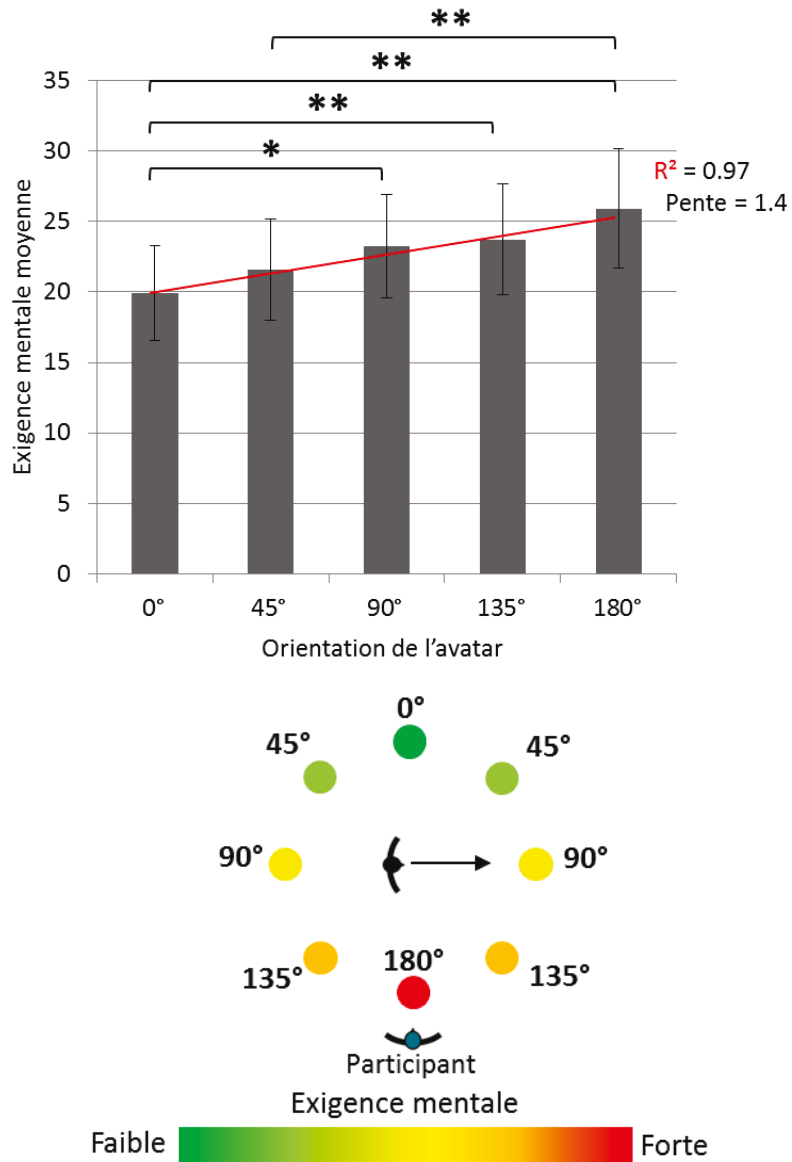 **
**
**
*
35
30
25
20
15
10
5
0
Exigence mentale moyenne
R² = 0.97
Pente = 1.4
0° 45° 90° 135° 180°
Orientation de l’avatar
0°
45° 45°
90° 90°
135° 180° 135°
Participant
Exigence mentale
Faible Forte